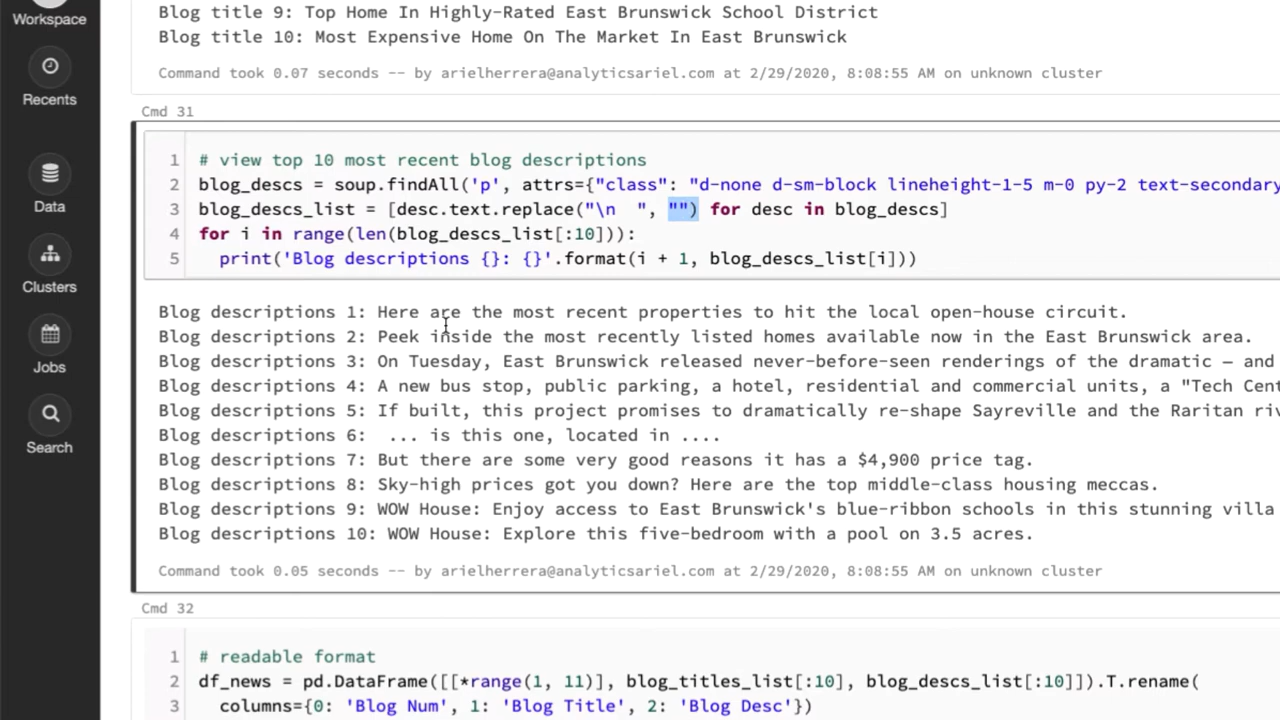 Workspace
Recents
Data
Clusters
Jobs
Search
Blog title 9: Top Home In Highly-Rated East Brunswick School District
Blog title 10: Most Expensive Home On The Market In East Brunswick
Command took 0.07 seconds -- by arielherrera@analyticsariel.com at 2/29/2020, 8:08:55 AM on unknown cluster
Cmd 31
1 # view top 10 most recent blog descriptions
2 blog_descs = soup.findAll('p', attrs={"class": "d-none d-sm-block lineheight-1-5 m-0 py-2 text-secondary
3 blog_descs_list = [desc.text.replace("\n  ", "") for desc in blog_descs]
4 for i in range(len(blog_descs_list[:10])):
5   print('Blog descriptions {}: {}'.format(i + 1, blog_descs_list[i]))
Blog descriptions 1: Here are the most recent properties to hit the local open-house circuit.
Blog descriptions 2: Peek inside the most recently listed homes available now in the East Brunswick area.
Blog descriptions 3: On Tuesday, East Brunswick released never-before-seen renderings of the dramatic — and
Blog descriptions 4: A new bus stop, public parking, a hotel, residential and commercial units, a "Tech Cent
Blog descriptions 5: If built, this project promises to dramatically re-shape Sayreville and the Raritan riv
Blog descriptions 6:  ... is this one, located in ....
Blog descriptions 7: But there are some very good reasons it has a $4,900 price tag.
Blog descriptions 8: Sky-high prices got you down? Here are the top middle-class housing meccas.
Blog descriptions 9: WOW House: Enjoy access to East Brunswick's blue-ribbon schools in this stunning villa
Blog descriptions 10: WOW House: Explore this five-bedroom with a pool on 3.5 acres.
Command took 0.05 seconds -- by arielherrera@analyticsariel.com at 2/29/2020, 8:08:55 AM on unknown cluster
Cmd 32
1 # readable format
2 df_news = pd.DataFrame([[*range(1, 11)], blog_titles_list[:10], blog_descs_list[:10]]).T.rename(
3   columns={0: 'Blog Num', 1: 'Blog Title', 2: 'Blog Desc'})